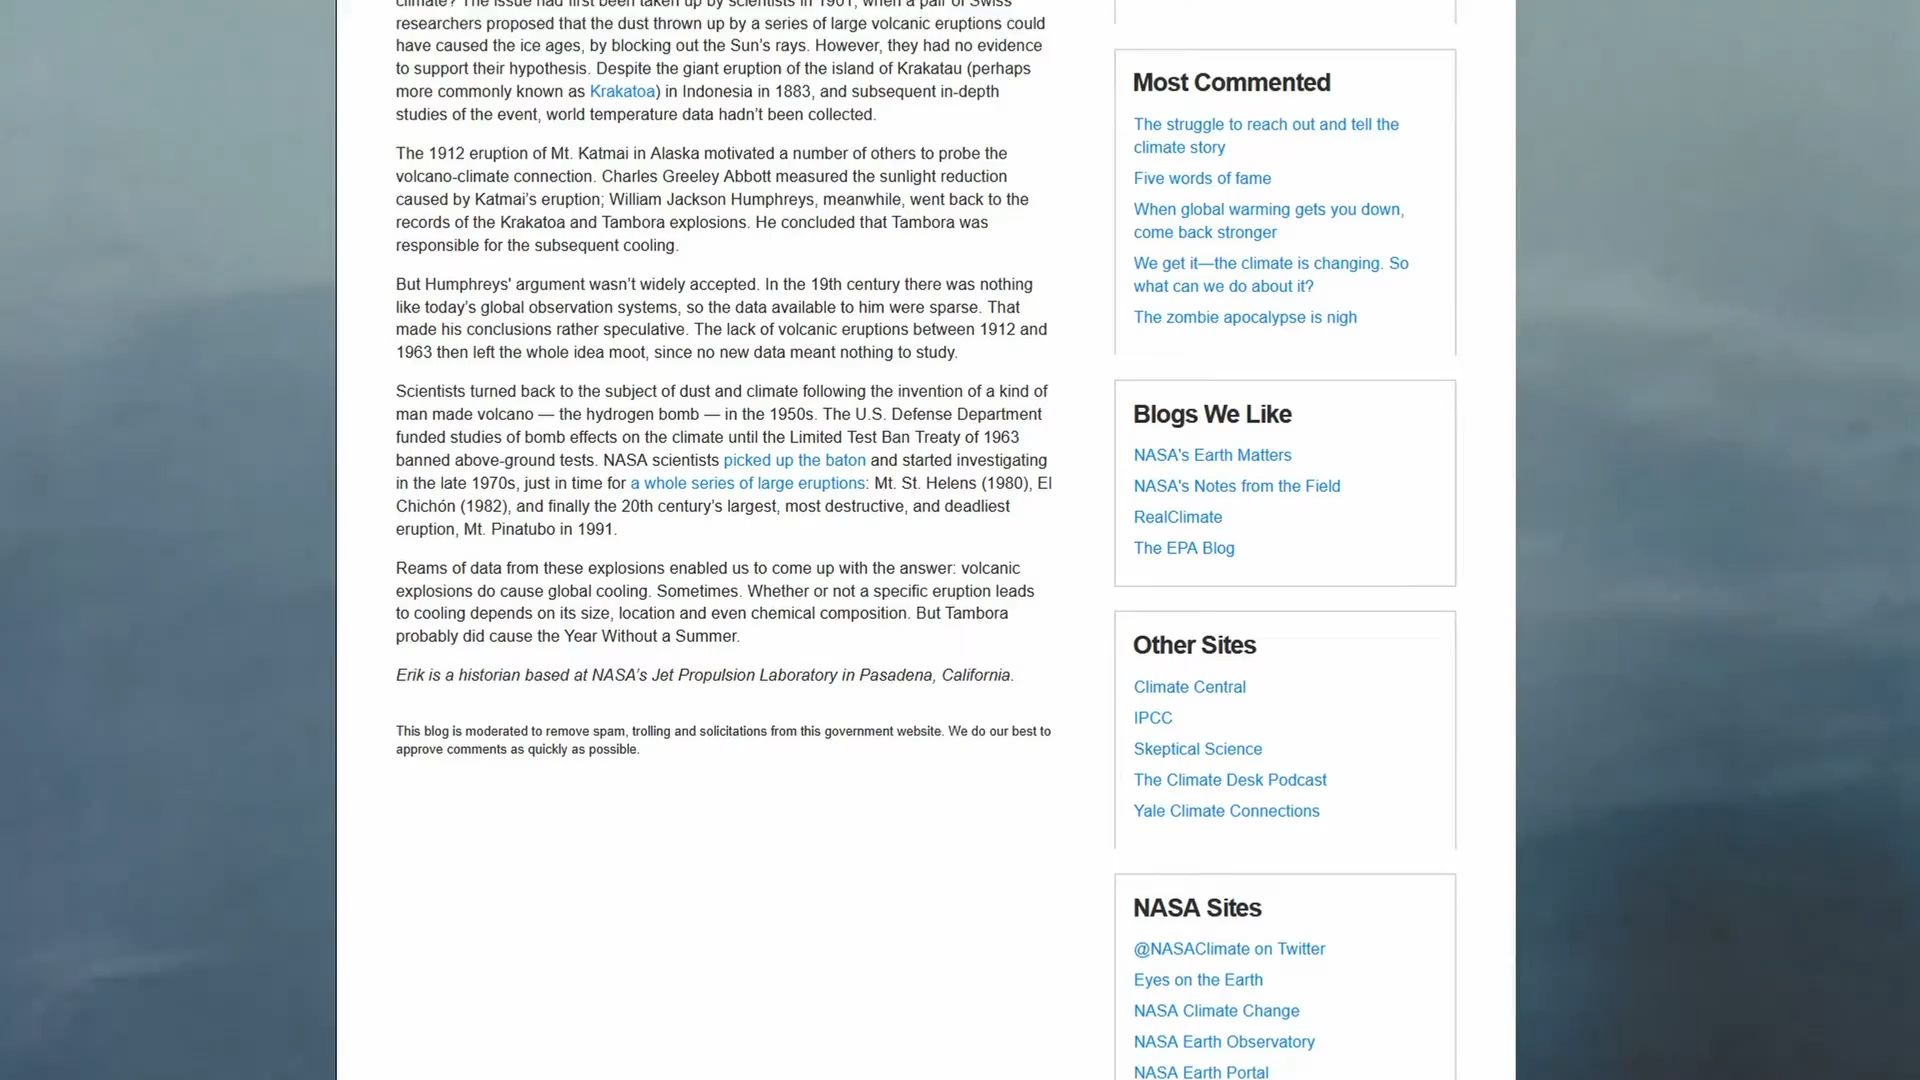 climate? The issue had first been taken up by scientists in 1901, when a pair of Swiss
researchers proposed that the dust thrown up by a series of large volcanic eruptions could
have caused the ice ages, by blocking out the Sun’s rays. However, they had no evidence
to support their hypothesis. Despite the giant eruption of the island of Krakatau (perhaps
more commonly known as Krakatoa) in Indonesia in 1883, and subsequent in-depth
studies of the event, world temperature data hadn’t been collected.
The 1912 eruption of Mt. Katmai in Alaska motivated a number of others to probe the
volcano-climate connection. Charles Greeley Abbott measured the sunlight reduction
caused by Katmai’s eruption; William Jackson Humphreys, meanwhile, went back to the
records of the Krakatoa and Tambora explosions. He concluded that Tambora was
responsible for the subsequent cooling.
But Humphreys' argument wasn’t widely accepted. In the 19th century there was nothing
like today’s global observation systems, so the data available to him were sparse. That
made his conclusions rather speculative. The lack of volcanic eruptions between 1912 and
1963 then left the whole idea moot, since no new data meant nothing to study.
Scientists turned back to the subject of dust and climate following the invention of a kind of
man made volcano — the hydrogen bomb — in the 1950s. The U.S. Defense Department
funded studies of bomb effects on the climate until the Limited Test Ban Treaty of 1963
banned above-ground tests. NASA scientists picked up the baton and started investigating
in the late 1970s, just in time for a whole series of large eruptions: Mt. St. Helens (1980), El
Chichón (1982), and finally the 20th century’s largest, most destructive, and deadliest
eruption, Mt. Pinatubo in 1991.
Reams of data from these explosions enabled us to come up with the answer: volcanic
explosions do cause global cooling. Sometimes. Whether or not a specific eruption leads
to cooling depends on its size, location and even chemical composition. But Tambora
probably did cause the Year Without a Summer.
Erik is a historian based at NASA’s Jet Propulsion Laboratory in Pasadena, California.
This blog is moderated to remove spam, trolling and solicitations from this government website. We do our best to
approve comments as quickly as possible.
Most Commented
The struggle to reach out and tell the
climate story
Five words of fame
When global warming gets you down,
come back stronger
We get it—the climate is changing. So
what can we do about it?
The zombie apocalypse is nigh
Blogs We Like
NASA's Earth Matters
NASA's Notes from the Field
RealClimate
The EPA Blog
Other Sites
Climate Central
IPCC
Skeptical Science
The Climate Desk Podcast
Yale Climate Connections
NASA Sites
@NASAClimate on Twitter
Eyes on the Earth
NASA Climate Change
NASA Earth Observatory
NASA Earth Portal